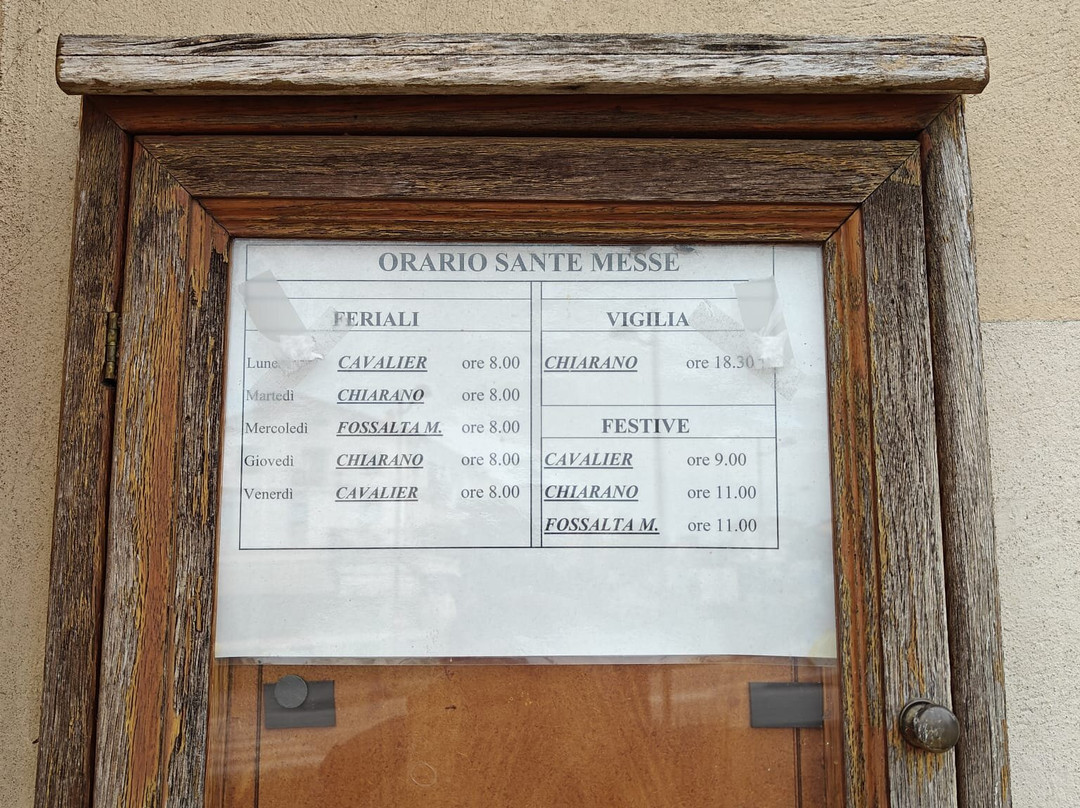 ORARIO SANTE MESSE
FERIALI
Lune
CAVALIER ore 8.00
Martedì CHIARANO ore 8.00
Mercoledì FOSSALTA M. ore 8.00
Giovedì CHIARANO ore 8.00
Venerdì CAVALIER ore 8.00
VIGILIA
CHIARANO ore 18.30
FESTIVE
CAVALIER ore 9.00
CHIARANO ore 11.00
FOSSALTA M. ore 11.00